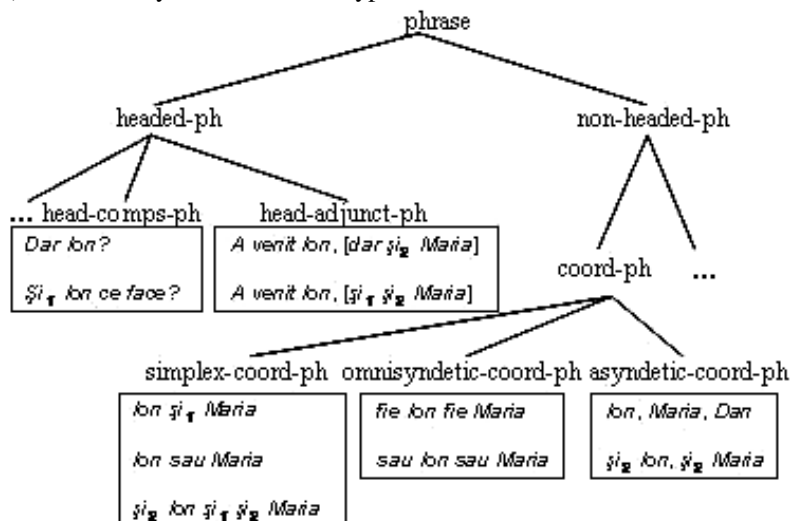 phrase
headed-ph non-headed-ph
... head-comps-ph head-adjunct-ph
Dar Ion? A venit Ion, [dar şi₂ Maria]
Şi₁ Ion ce face? A venit Ion, [şi₁ şi₂ Maria]
coord-ph ...
simplex-coord-ph omnisyndetic-coord-ph asyndetic-coord-ph
Ion şi₁ Maria fie Ion fie Maria Ion, Maria, Dan
Ion sau Maria sau Ion sau Maria şi₂ Ion, şi₂ Maria
şi₂ Ion şi₁ şi₂ Maria